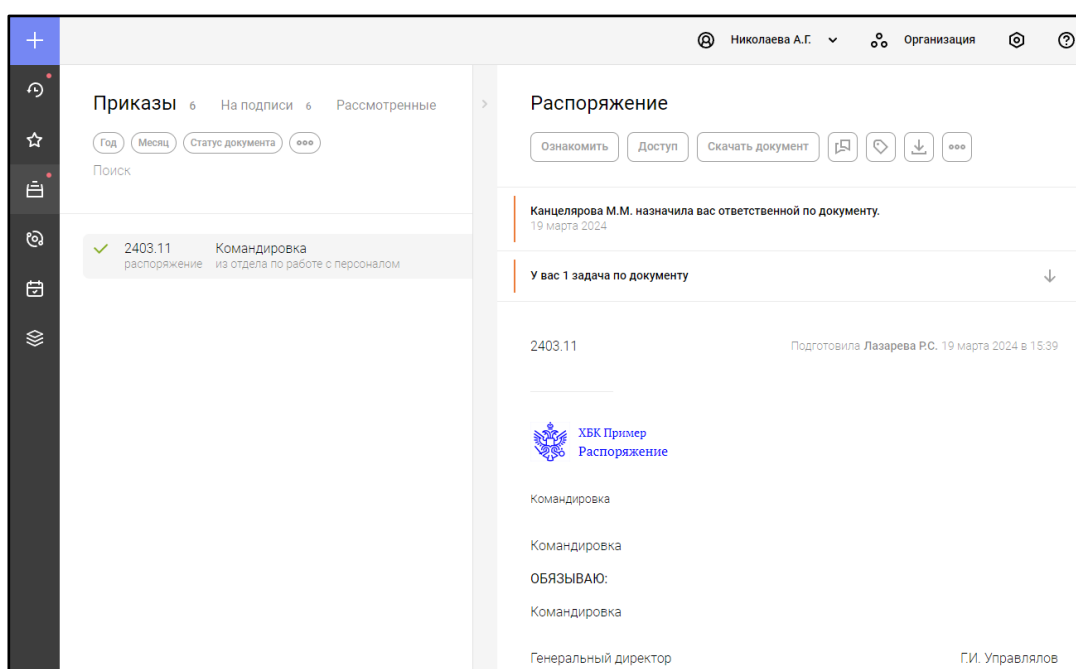 Николаева А.Г.
Организация
Приказы 6 На подписи 6 Рассмотренные
Год Месяц Статус документа
Поиск
2403.11 Командировка
распоряжение из отдела по работе с персоналом
Распоряжение
Ознакомить Доступ Скачать документ
Канцелярова М.М. назначила вас ответственной по документу.
19 марта 2024
У вас 1 задача по документу
2403.11 Подготовила Лазарева Р.С. 19 марта 2024 в 15:39
ХБК Пример
Распоряжение
Командировка
Командировка
ОБЯЗЫВАЮ:
Командировка
Генеральный директор Г.И. Управлялов